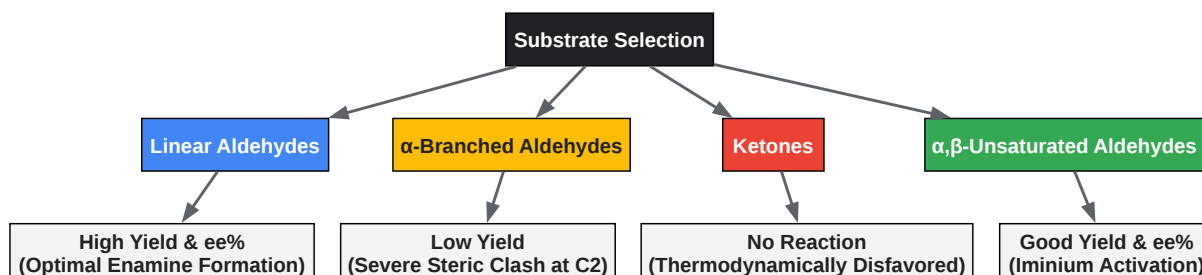 Substrate Selection
Linear Aldehydes
α-Branched Aldehydes
Ketones
α,β-Unsaturated Aldehydes
High Yield & ee%
(Optimal Enamine Formation)
Low Yield
(Severe Steric Clash at C2)
No Reaction
(Thermodynamically Disfavored)
Good Yield & ee%
(Iminium Activation